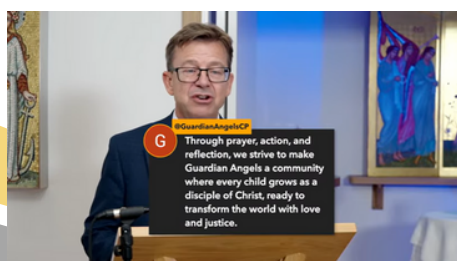 @GuardianAngelsCP
G
Through prayer, action, and
reflection, we strive to make
Guardian Angels a community
where every child grows as a
disciple of Christ, ready to
transform the world with love
and justice.